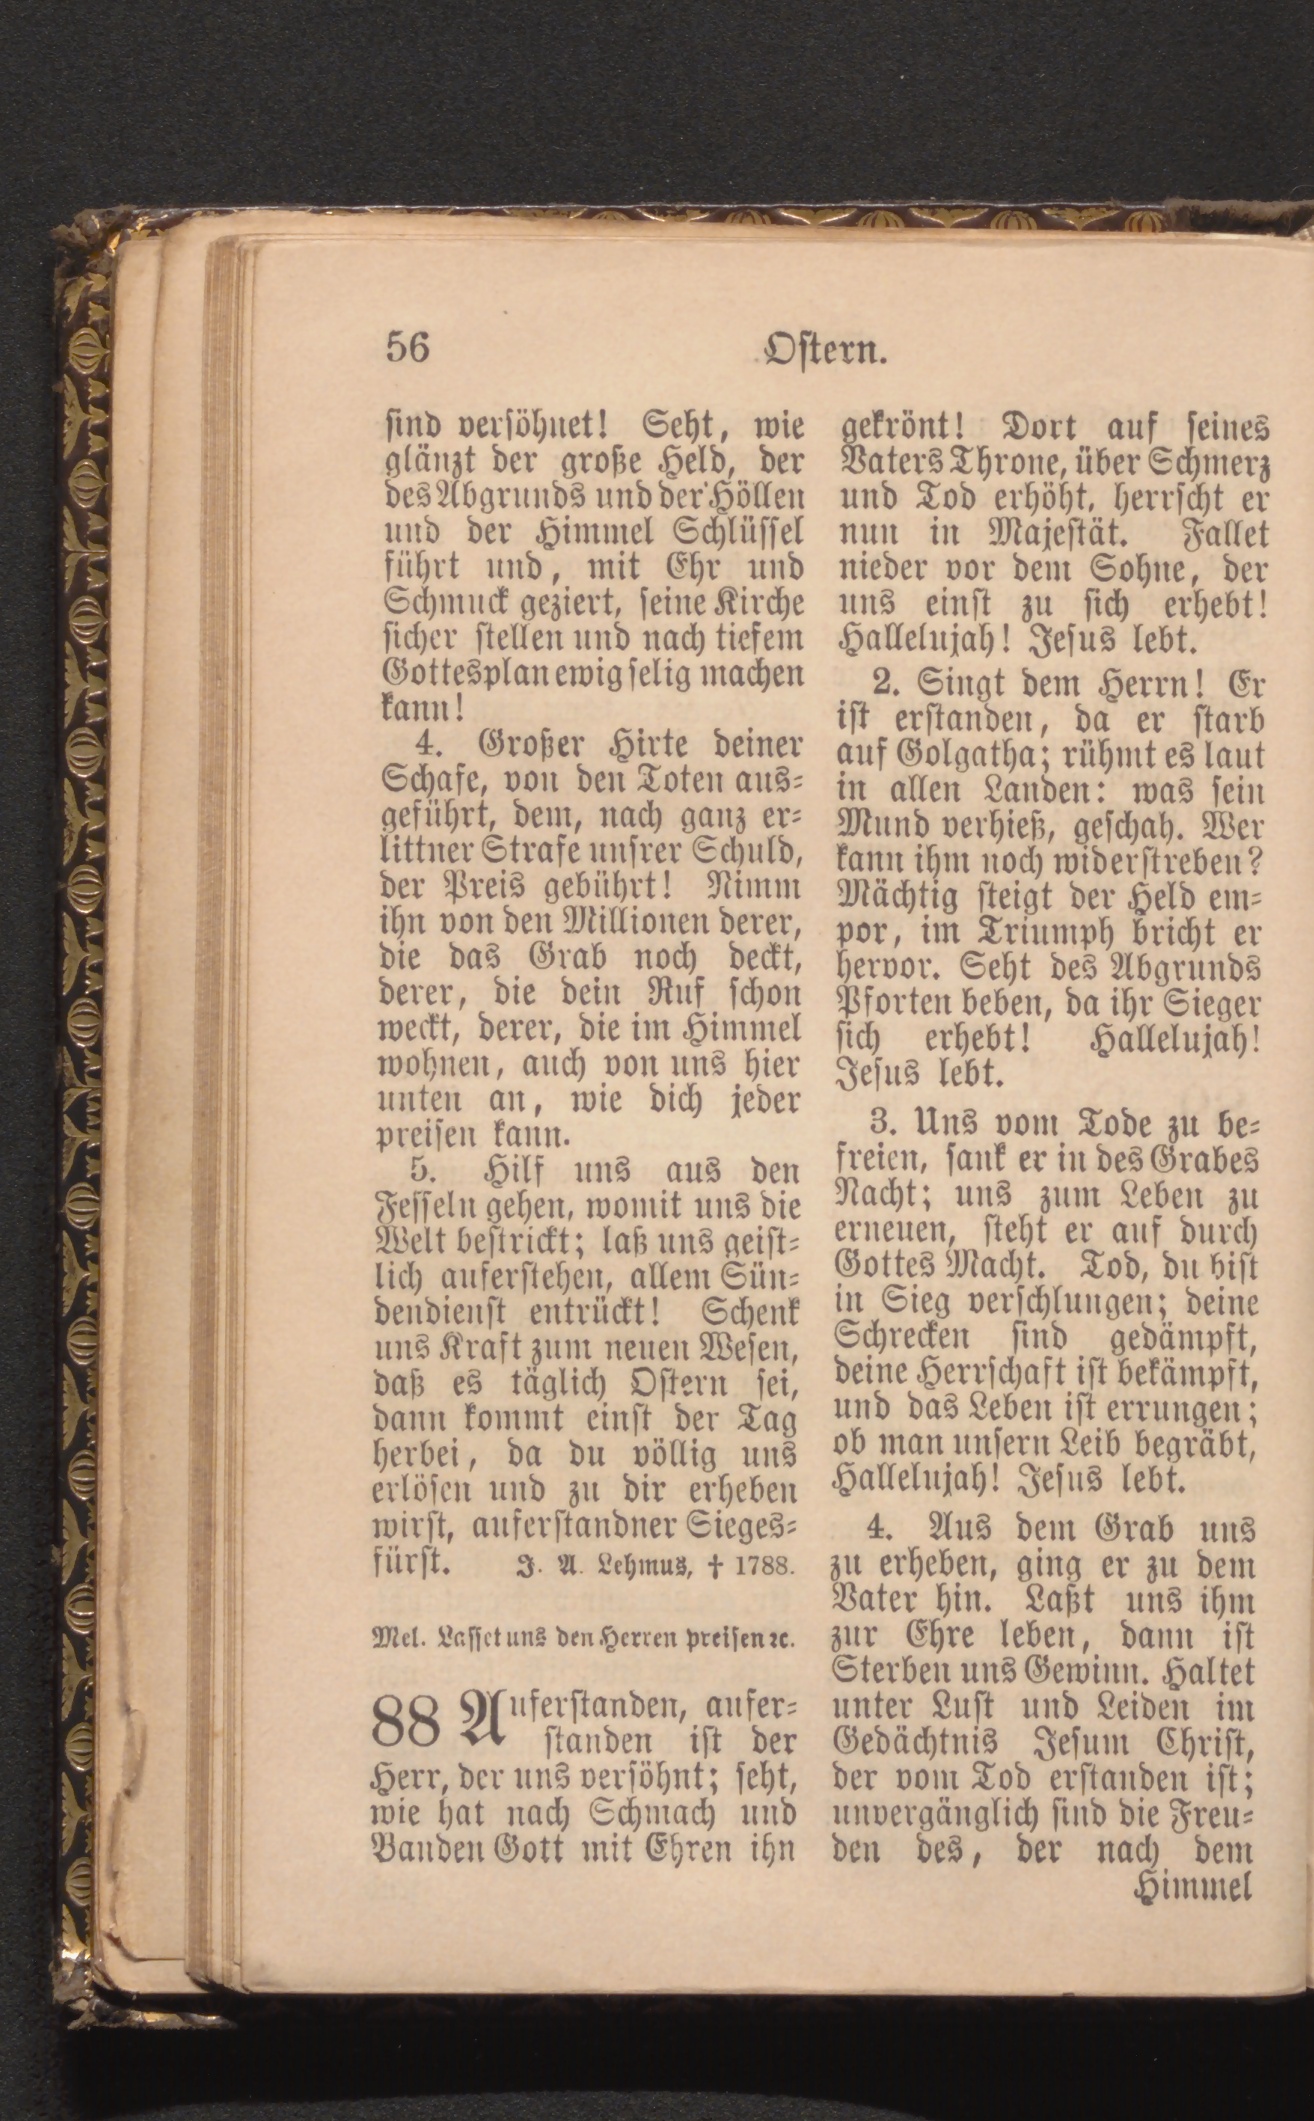 56
Ostern.
sind versöhnet! Seht, wie
glänzt der große Held, der
des Abgrunds und der Höllen
und der Himmel Schlüssel
führt und, mit Ehr und
Schmuck geziert, seine Kirche
sicher stellen und nach tiefem
Gottesplan ewig selig machen
kann!
4. Großer Hirte deiner
Schafe, von den Toten aus-
geführt, dem, nach ganz er-
littner Strafe unsrer Schuld,
der Preis gebührt! Nimm
ihn von den Millionen derer,
die das Grab noch deckt,
derer, die dein Ruf schon
weckt, derer, die im Himmel
wohnen, auch von uns hier
unten an, wie dich jeder
preisen kann.
5. Hilf uns aus den
Fesseln gehen, womit uns die
Welt bestrickt; laß uns geist-
lich auferstehen, allem Sün-
dendienst entrückt! Schenk
uns Kraft zum neuen Wesen,
daß es täglich Ostern sei,
dann kommt einst der Tag
herbei, da du völlig uns
erlösen und zu dir erheben
wirst, auferstandner Sieges-
fürst. J. A. Lehmus, † 1788.
Mel. Lasset uns den Herren preisen ꝛc.
88 Auferstanden, aufer-
standen ist der
Herr, der uns versöhnt; seht,
wie hat nach Schmach und
Banden Gott mit Ehren ihn
gekrönt! Dort auf seines
Vaters Throne, über Schmerz
und Tod erhöht, herrscht er
nun in Majestät. Fallet
nieder vor dem Sohne, der
uns einst zu sich erhebt!
Hallelujah! Jesus lebt.
2. Singt dem Herrn! Er
ist erstanden, da er starb
auf Golgatha; rühmt es laut
in allen Landen: was sein
Mund verhieß, geschah. Wer
kann ihm noch widerstreben?
Mächtig steigt der Held em-
por, im Triumph bricht er
hervor. Seht des Abgrunds
Pforten beben, da ihr Sieger
sich erhebt! Hallelujah!
Jesus lebt.
3. Uns vom Tode zu be-
freien, sank er in des Grabes
Nacht; uns zum Leben zu
erneuen, steht er auf durch
Gottes Macht. Tod, du bist
in Sieg verschlungen; deine
Schrecken sind gedämpft,
deine Herrschaft ist bekämpft,
und das Leben ist errungen;
ob man unsern Leib begräbt,
Hallelujah! Jesus lebt.
4. Aus dem Grab uns
zu erheben, ging er zu dem
Vater hin. Laßt uns ihm
zur Ehre leben, dann ist
Sterben uns Gewinn. Haltet
unter Lust und Leiden im
Gedächtnis Jesum Christ,
der vom Tod erstanden ist;
unvergänglich sind die Freu-
den des, der nach dem
Himmel